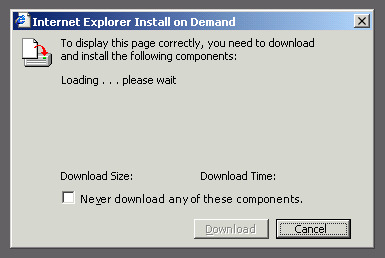 Internet Explorer Install on Demand
To display this page correctly, you need to download
and install the following components:
Loading . . . please wait
Download Size: Download Time:
Never download any of these components.
Download Cancel